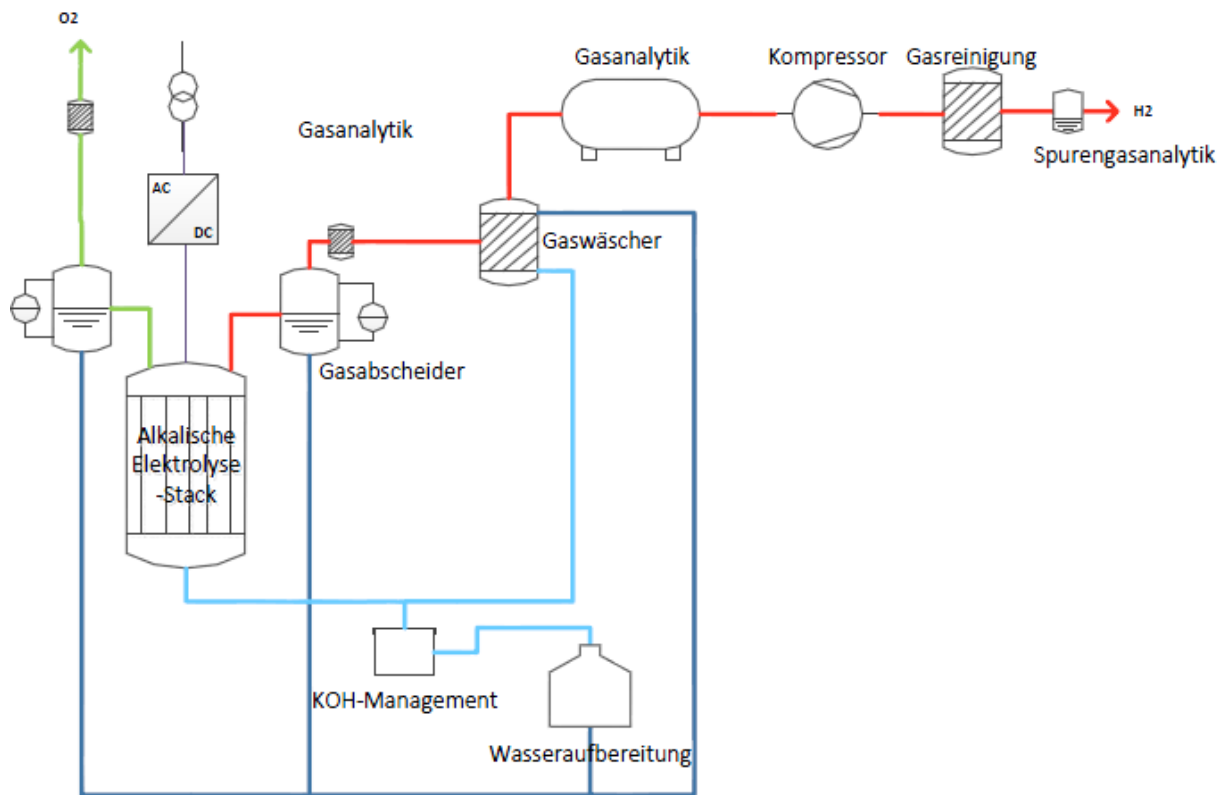 O2
Gasanalytik
Kompressor
Gasreinigung
Gasanalytik
H2
Spurengasanalytik
AC
DC
Gaswäscher
Gasabscheider
Alkalische
Elektrolyse
-Stack
KOH-Management
Wasseraufbereitung